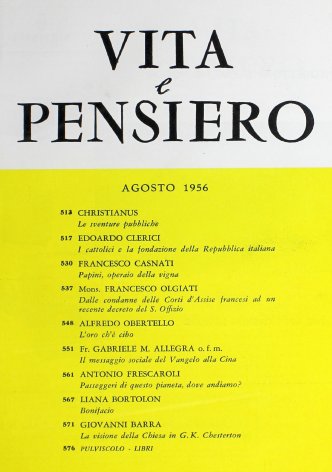 VITA
e
PENSIERO
AGOSTO 1956
513 CHRISTIANUS
Le sventure pubbliche
517 EDOARDO CLERICI
I cattolici e la fondazione della Repubblica italiana
530 FRANCESCO CASNATI
Papini, operaio della vigna
537 Mons. FRANCESCO OLGIATI
Dalle condanne delle Corti d'Assise francesi ad un
recente decreto del S. Offizio
548 ALFREDO OBERTELLO
L'oro ch'è cibo
551 Fr. GABRIELE M. ALLEGRA o.f.m.
Il messaggio sociale del Vangelo alla Cina
561 ANTONIO FRESCAROLI
Passeggeri di questo pianeta, dove andiamo?
567 LIANA BORTOLON
Bonifacio
571 GIOVANNI BARRA
La visione della Chiesa in G. K. Chesterton
576 PULVISCOLO - LIBRI